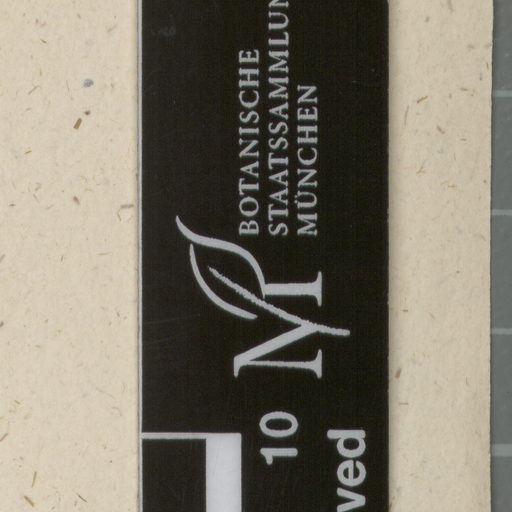 BOTANISCHE
STAATSSAMMLUN
MÜNCHEN
M
10
ved